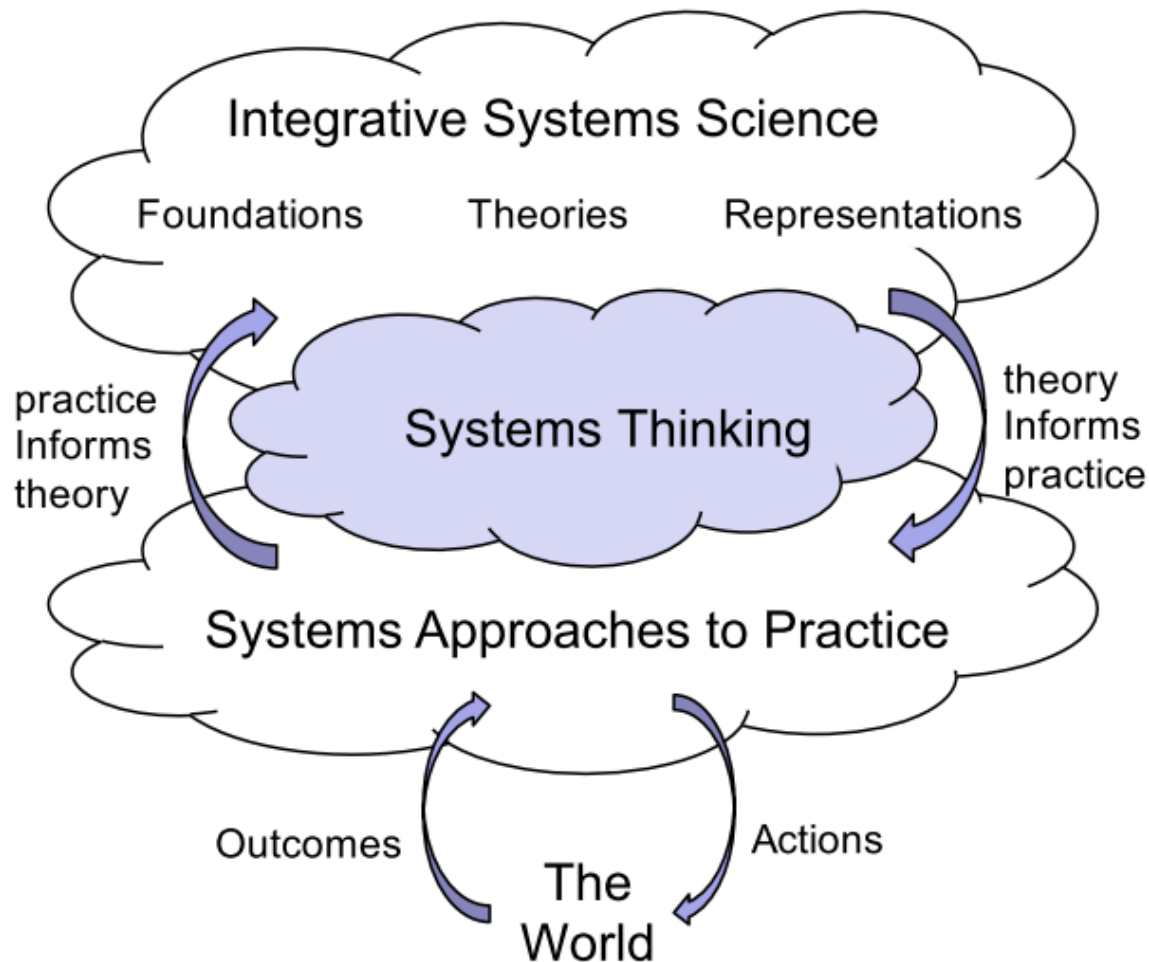 Integrative Systems Science
Foundations Theories Representations
practice
Informs
theory
Systems Thinking
theory
Informs
practice
Systems Approaches to Practice
Outcomes
Actions
The
World